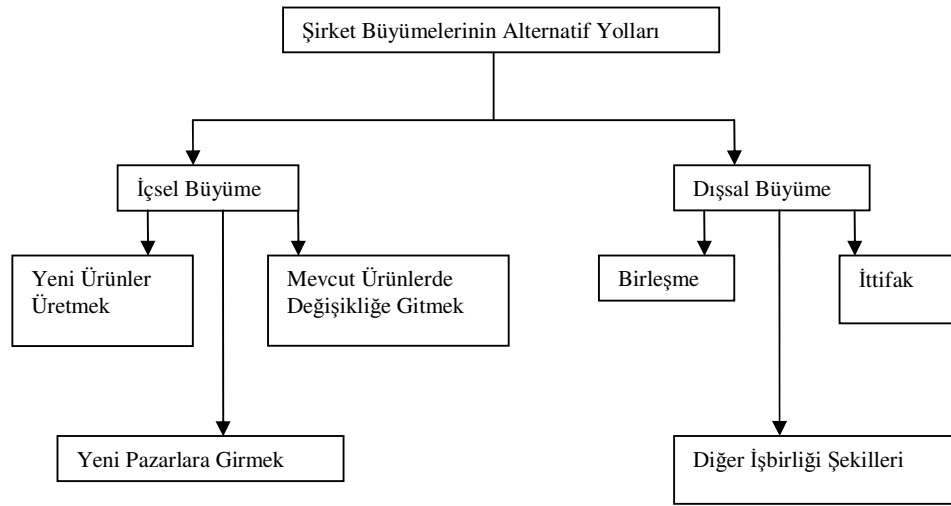 Şirket Büyümelerinin Alternatif Yolları
İçsel Büyüme
Dışsal Büyüme
Yeni Ürünler
Üretmek
Mevcut Ürünlerde
Değişikliğe Gitmek
Birleşme
İttifak
Yeni Pazarlara Girmek
Diğer İşbirliği Şekilleri